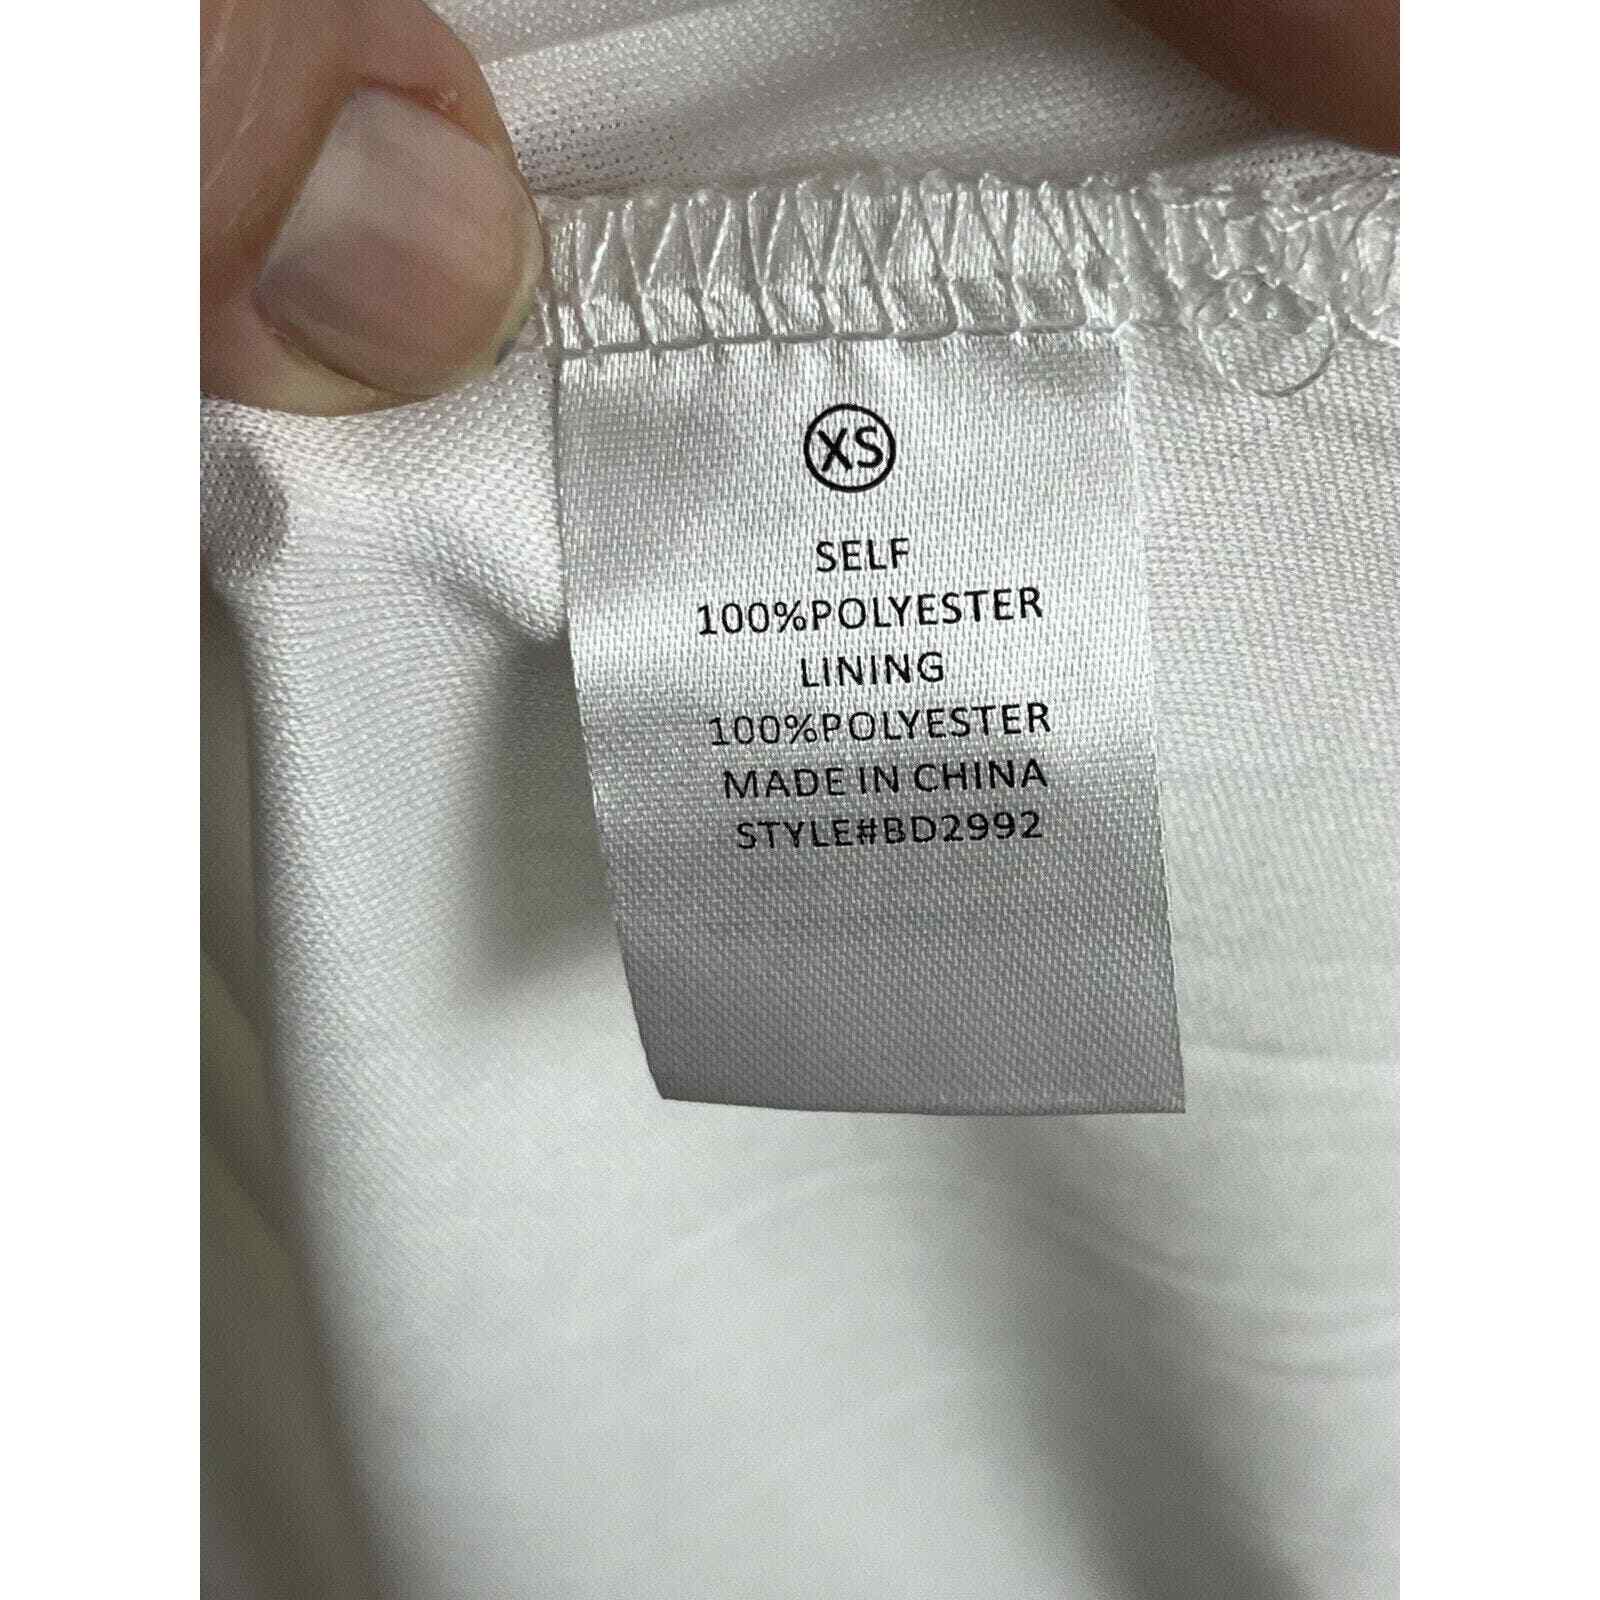 XS
SELF
100%POLYESTER
LINING
100%POLYESTER
MADE IN CHINA
STYLE#BD2992